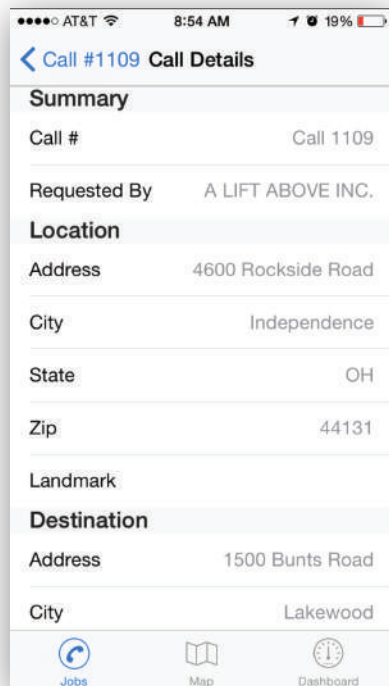 AT&T 8:54 AM 19%
Call #1109 Call Details
Summary
Call # Call 1109
Requested By A LIFT ABOVE INC.
Location
Address 4600 Rockside Road
City Independence
State OH
Zip 44131
Landmark
Destination
Address 1500 Bunts Road
City Lakewood
Jobs Map Dashboard